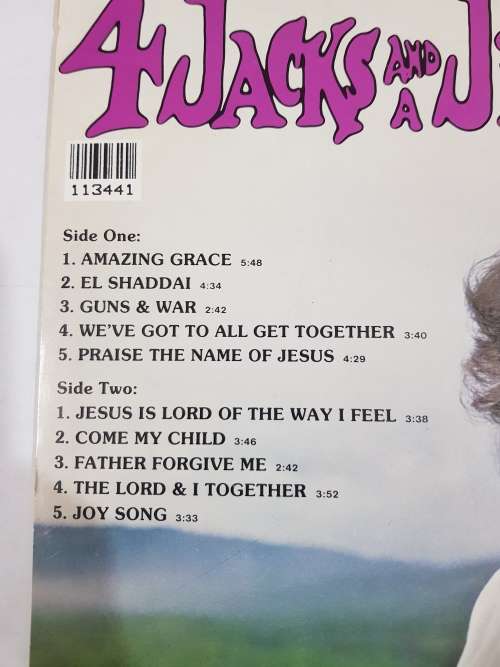 4 JACKS AND A J
113441
Side One:
1. AMAZING GRACE 5:48
2. EL SHADDAI 4:34
3. GUNS & WAR 2:42
4. WE'VE GOT TO ALL GET TOGETHER 3:40
5. PRAISE THE NAME OF JESUS 4:29
Side Two:
1. JESUS IS LORD OF THE WAY I FEEL 3:38
2. COME MY CHILD 3:46
3. FATHER FORGIVE ME 2:42
4. THE LORD & I TOGETHER 3:52
5. JOY SONG 3:33